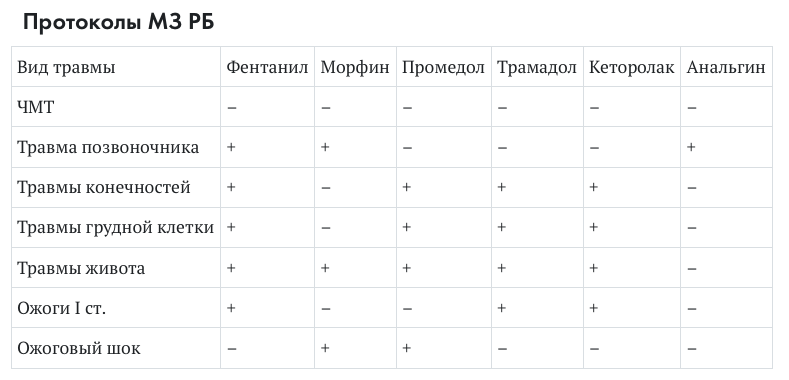 Протоколы МЗ РБ
Вид травмы Фентанил Морфин Промедол Трамадол Кеторолак Анальгин
ЧМТ – – – – – –
Травма позвоночника + + – – – +
Травмы конечностей + – + + + –
Травмы грудной клетки + – + + + –
Травмы живота + + + + + –
Ожоги I ст. + – – + + –
Ожоговый шок – + + – – –